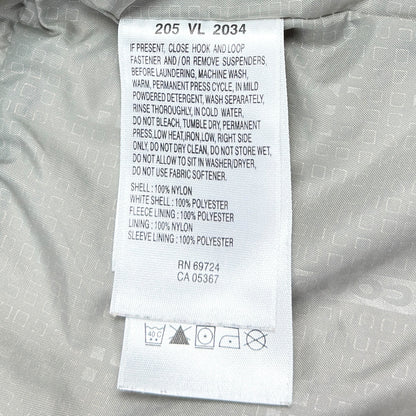 205 VL 2034
IF PRESENT, CLOSE HOOK AND LOOP
FASTENER AND/OR REMOVE SUSPENDERS,
BEFORE LAUNDERING, MACHINE WASH,
WARM, PERMANENT PRESS CYCLE, IN MILD
POWDERED DETERGENT, WASH SEPARATELY,
RINSE THOROUGHLY, IN COLD WATER,
DO NOT BLEACH, TUMBLE DRY, PERMANENT
PRESS,LOW HEAT,IRON, LOW, RIGHT SIDE
ONLY, DO NOT DRY CLEAN, DO NOT STORE WET,
DO NOT ALLOW TO SIT IN WASHER/DRYER,
DO NOT USE FABRIC SOFTENER.
SHELL : 100% NYLON
WHITE SHELL : 100% POLYESTER
FLEECE LINING : 100% POLYESTER
LINING : 100% NYLON
SLEEVE LINING : 100% POLYESTER
RN 69724
CA 05367
40 C